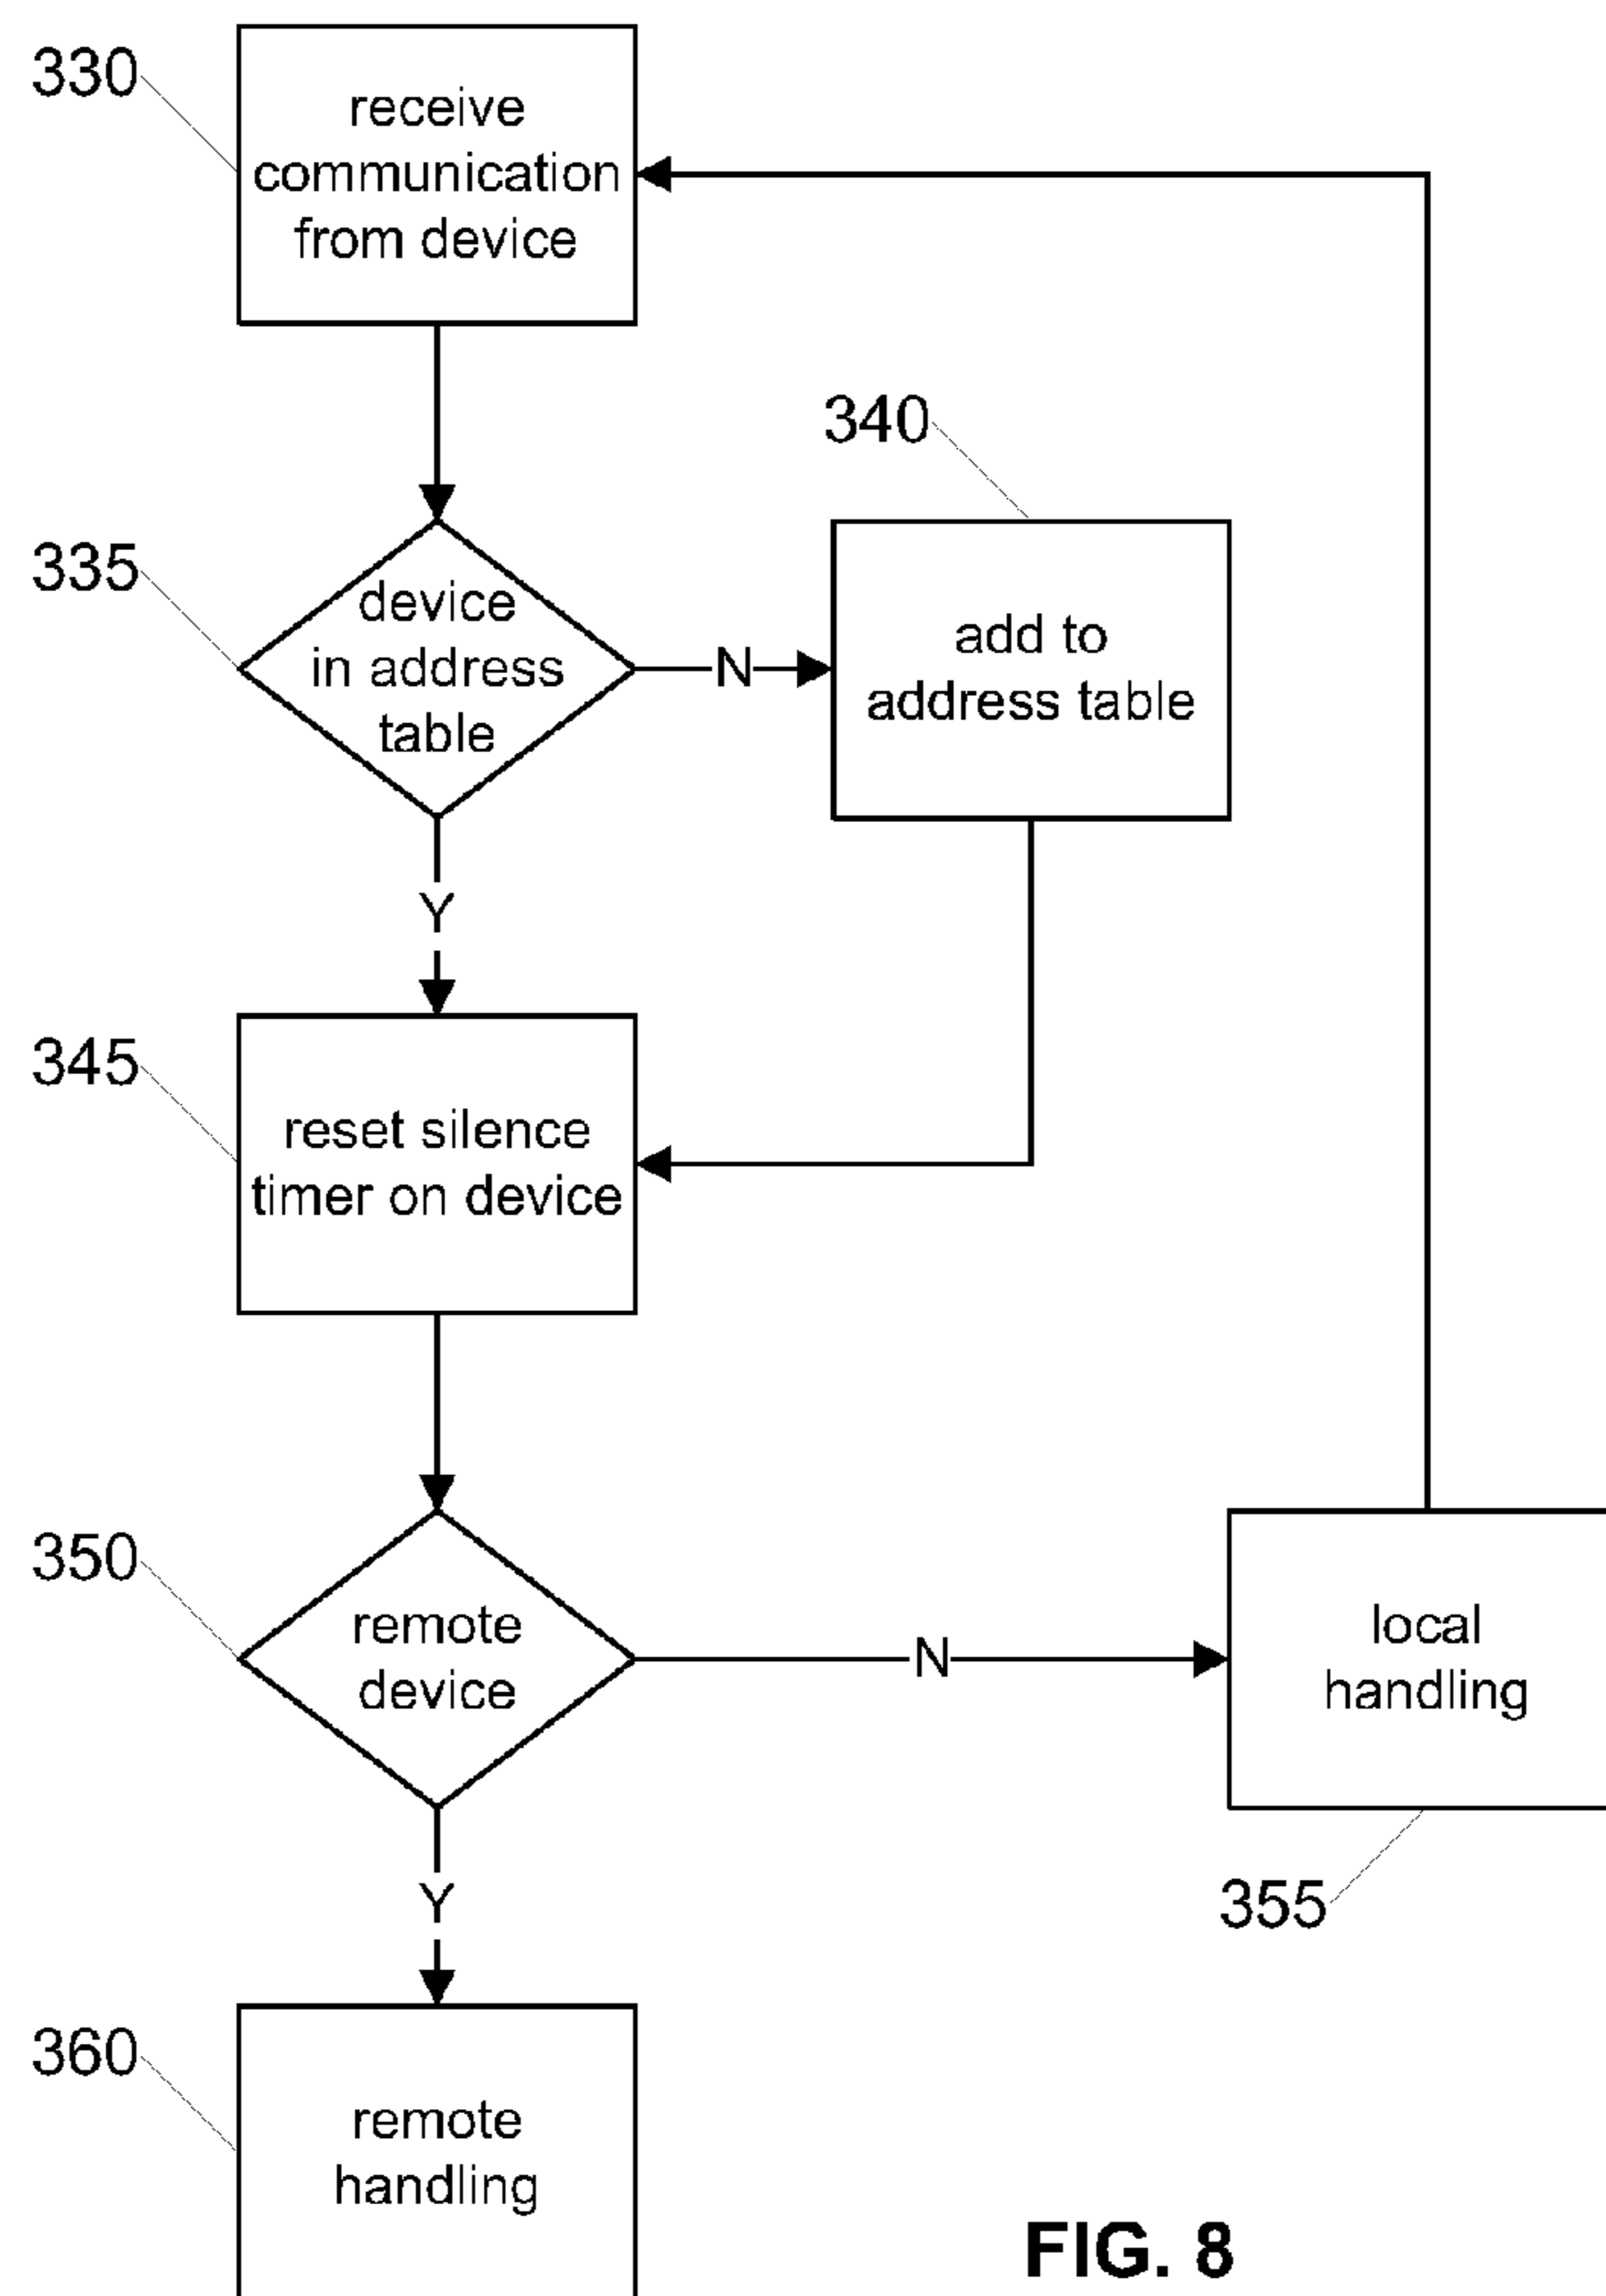 330
receive
communication
from device
340
335
device
in address
table
N
add to
address table
Y
345
reset silence
timer on device
350
remote
device
N
local
handling
Y
355
360
remote
handling
FIG. 8